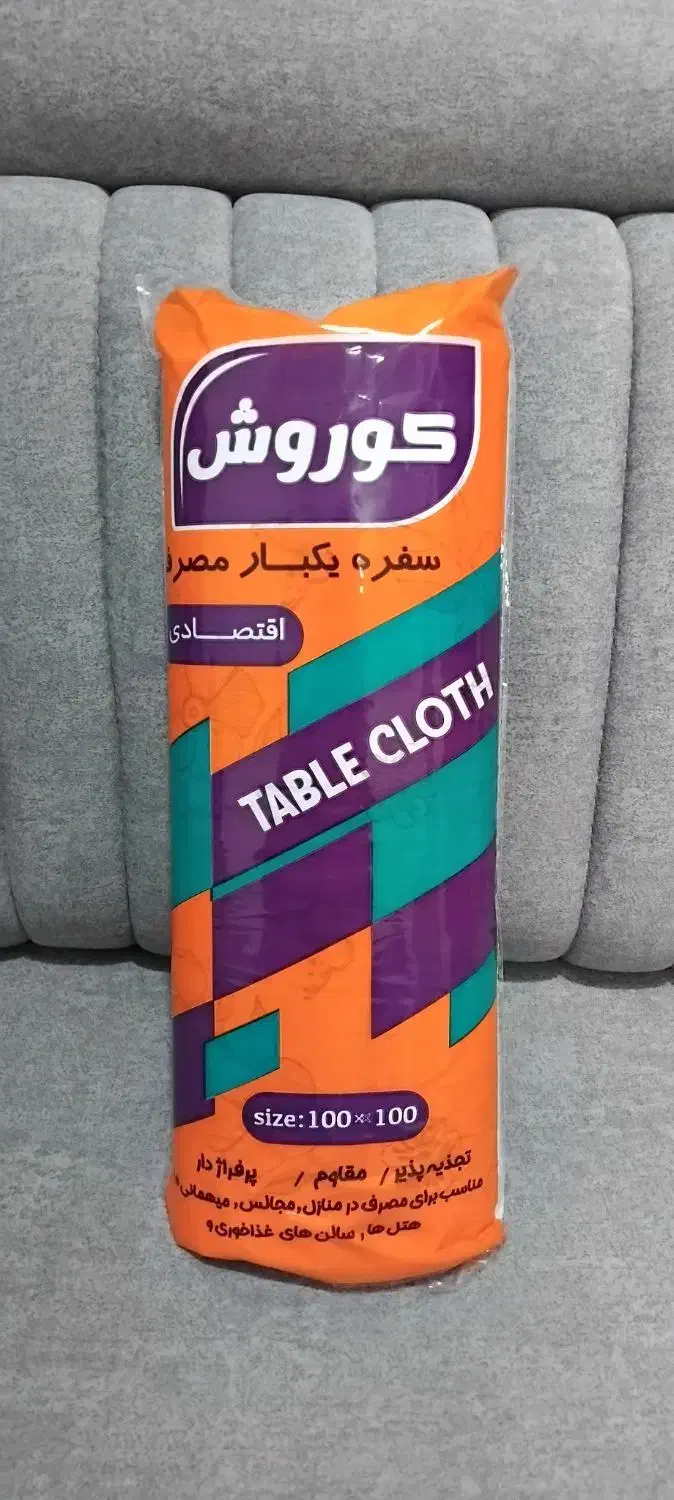 کوروش
سفره یکبار مصرف
اقتصادی
TABLE CLOTH
size: 100×100
تجذیه پذیر / مقاوم / پرفراژ دار
مناسب برای مصرف در منازل, مجالس, میهمانی
هتل ها, سالن های غذاخوری و